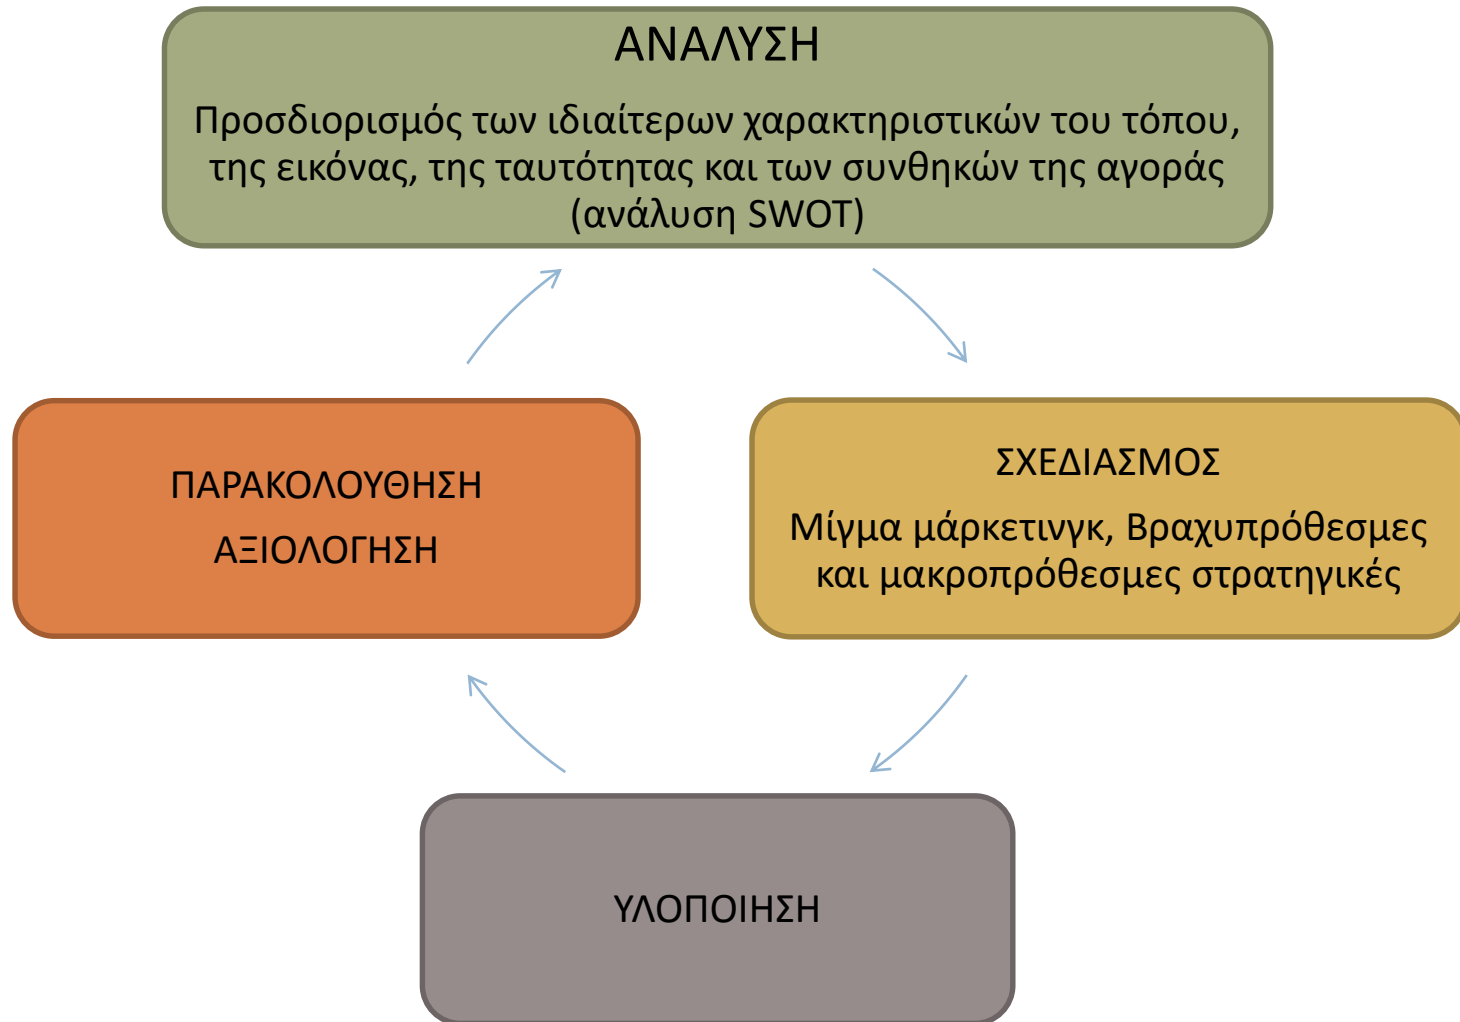 ΑΝΑΛΥΣΗ
Προσδιορισμός των ιδιαίτερων χαρακτηριστικών του τόπου,
της εικόνας, της ταυτότητας και των συνθηκών της αγοράς
(ανάλυση SWOT)
ΠΑΡΑΚΟΛΟΥΘΗΣΗ
ΑΞΙΟΛΟΓΗΣΗ
ΣΧΕΔΙΑΣΜΟΣ
Μίγμα μάρκετινγκ, Βραχυπρόθεσμες
και μακροπρόθεσμες στρατηγικές
ΥΛΟΠΟΙΗΣΗ